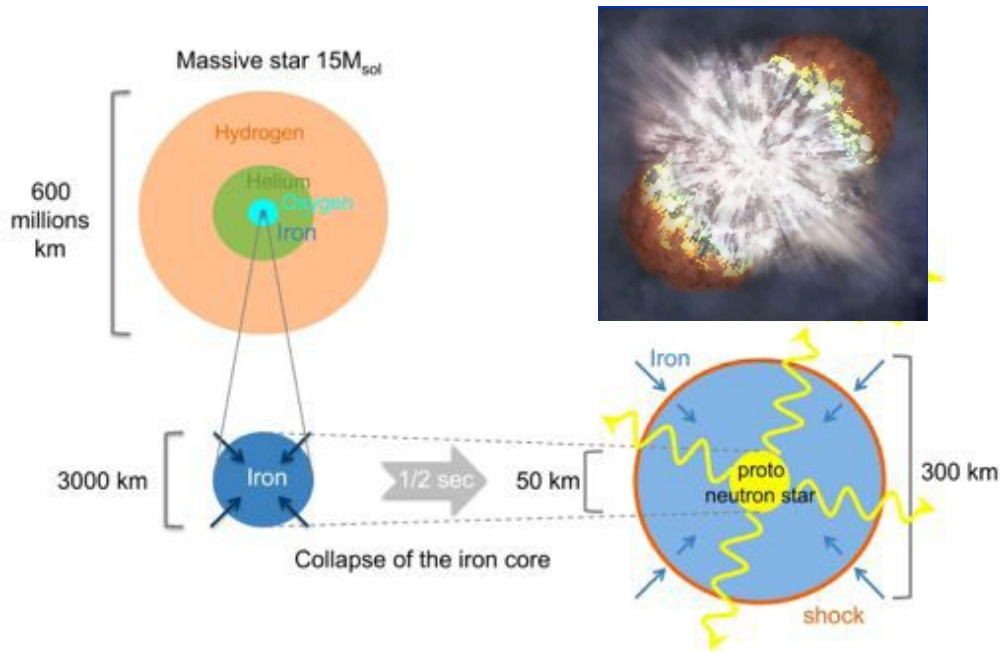 Massive star 15Msol
Hydrogen
Helium
Oxygen
Iron
600
millions
km
3000 km
Iron
1/2 sec
50 km
Collapse of the iron core
Iron
proto
neutron star
300 km
shock